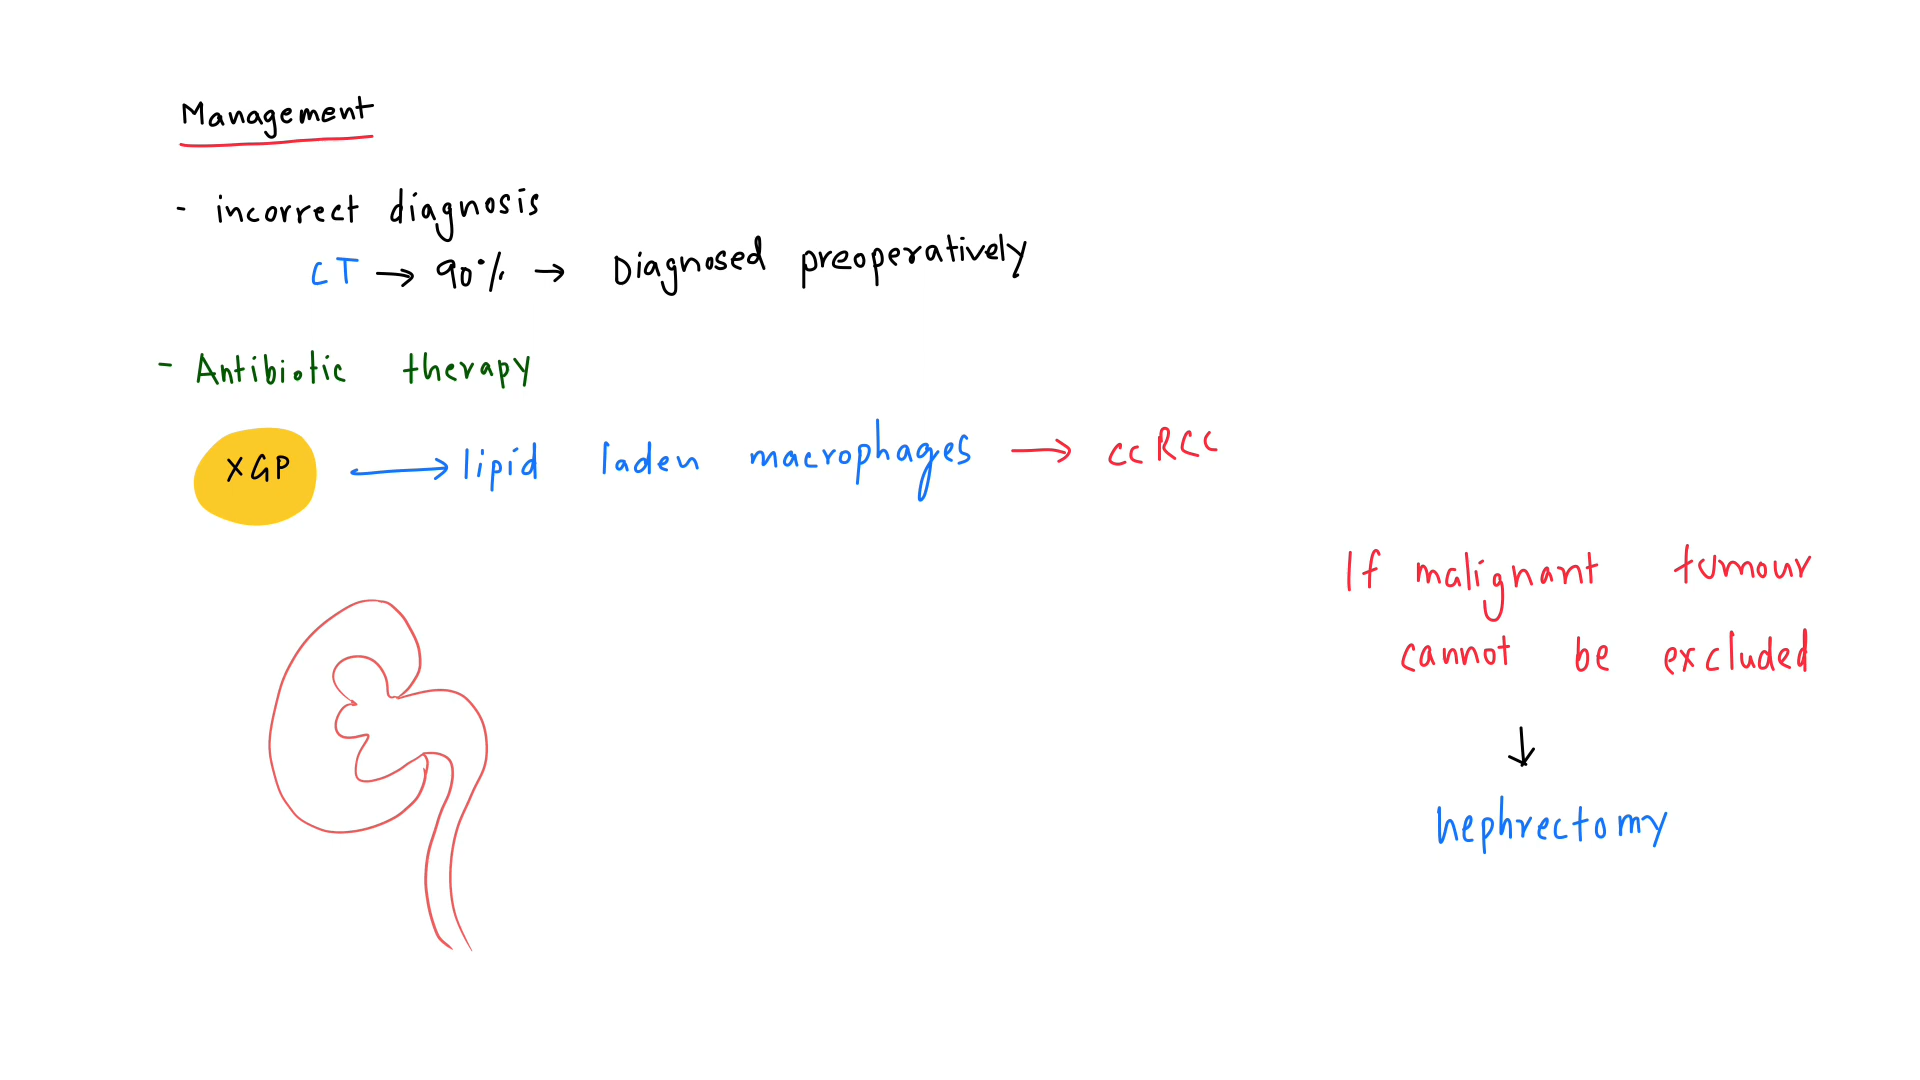 Management
- incorrect diagnosis
CT → 90% → Diagnosed preoperatively
- Antibiotic therapy
XGP → lipid laden macrophages → ccRCC
If malignant tumour
cannot be excluded
↓
nephrectomy